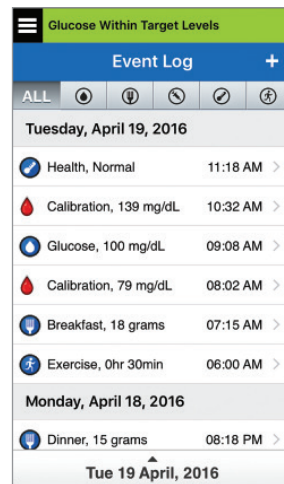 Glucose Within Target Levels
Event Log +
ALL
Tuesday, April 19, 2016
Health, Normal 11:18 AM
Calibration, 139 mg/dL 10:32 AM
Glucose, 100 mg/dL 09:08 AM
Calibration, 79 mg/dL 08:02 AM
Breakfast, 18 grams 07:15 AM
Exercise, 0hr 30min 06:00 AM
Monday, April 18, 2016
Dinner, 15 grams 08:18 PM
Tue 19 April, 2016